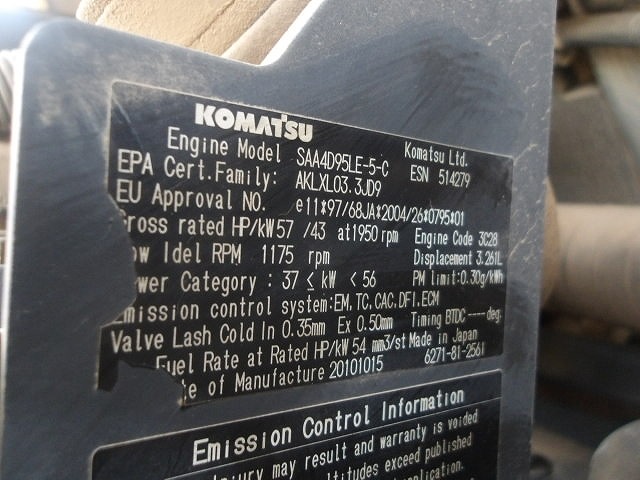 KOMATSU
Engine Model SAA4D95LE-5-C Komatsu Ltd.
EPA Cert.Family: AKLXL03.3JD9 ESN 514279
EU Approval NO. e11*97/68JA*2004/26*0795*01
Gross rated HP/kW 57 /43 at 1950 rpm Engine Code 3C28
ow Idel RPM 1175 rpm Displacement 3.261L
wer Category : 37 ≤ kW < 56 PM limit:0.30g/kWh
mission control system:EM,TC,CAC,DFI,ECM
Valve Lash Cold In 0.35mm Ex 0.50mm Timing BTDC ----deg.
Fuel Rate at Rated HP/kW 54 mm3/st Made in Japan
te of Manufacture 20101015 6271-81-2561
Emission Control Information
injury may result and warranty is voided
ltitudes exceed published
application.